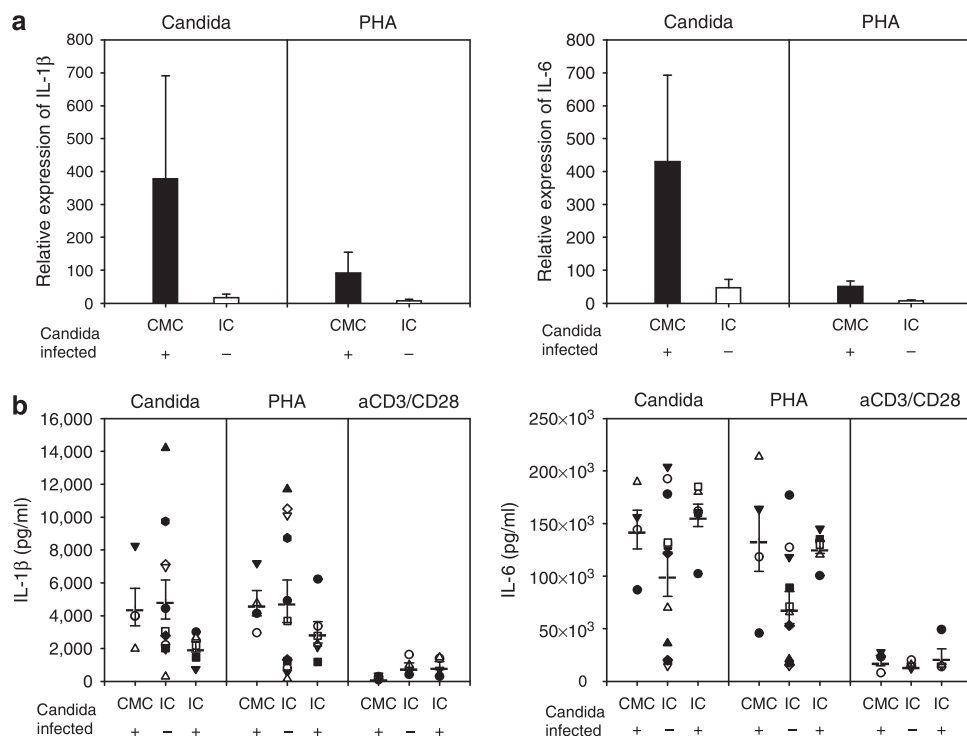 a
Candida PHA
800
700
600
500
400
300
200
100
0
Relative expression of IL-1β
CMC IC CMC IC
Candida infected
+ – + –
Candida PHA
800
700
600
500
400
300
200
100
0
Relative expression of IL-6
CMC IC CMC IC
Candida infected
+ – + –
b
Candida PHA aCD3/CD28
16,000
14,000
12,000
10,000
8,000
6,000
4,000
2,000
0
IL-1β (pg/ml)
CMC IC IC CMC IC IC CMC IC IC
Candida infected
+ – + + – + + – +
Candida PHA aCD3/CD28
250×10³
200×10³
150×10³
100×10³
50×10³
0
IL-6 (pg/ml)
CMC IC IC CMC IC IC CMC IC IC
Candida infected
+ – + + – + + – +